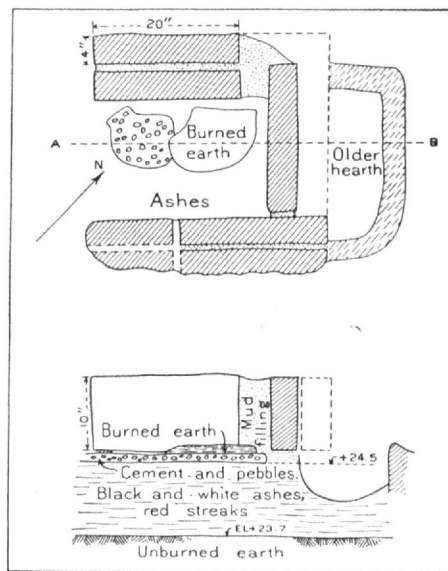 20"
4"
A
Burned
earth
B
N
Older
hearth
Ashes
10"
Mud
filling
Burned earth
+24.5
Cement and pebbles.
Black and white ashes,
red streaks
EL+23.7
Unburned earth